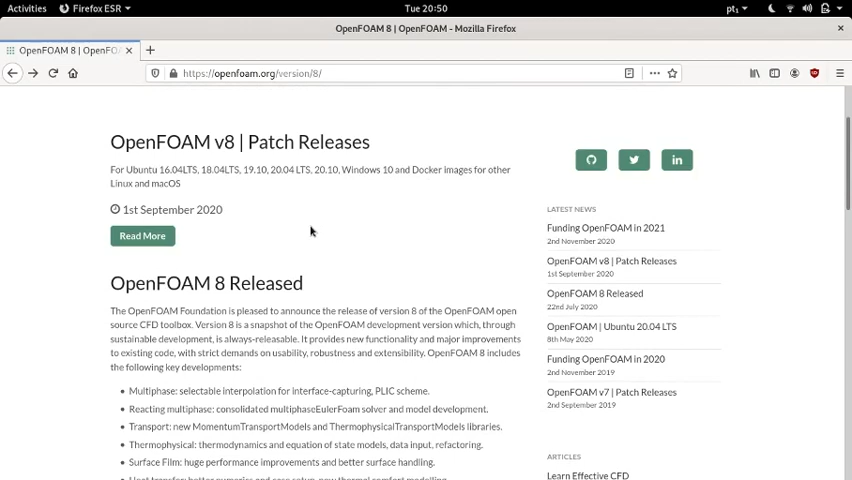 Activities
Firefox ESR
Tue 20:50
pt₁
OpenFOAM 8 | OpenFOAM - Mozilla Firefox
OpenFOAM 8 | OpenFO
https://openfoam.org/version/8/
OpenFOAM v8 | Patch Releases
For Ubuntu 16.04LTS, 18.04LTS, 19.10, 20.04 LTS, 20.10, Windows 10 and Docker images for other
Linux and macOS
1st September 2020
Read More
OpenFOAM 8 Released
The OpenFOAM Foundation is pleased to announce the release of version 8 of the OpenFOAM open
source CFD toolbox. Version 8 is a snapshot of the OpenFOAM development version which, through
sustainable development, is always-releasable. It provides new functionality and major improvements
to existing code, with strict demands on usability, robustness and extensibility. OpenFOAM 8 includes
the following key developments:
Multiphase: selectable interpolation for interface-capturing, PLIC scheme.
Reacting multiphase: consolidated multiphaseEulerFoam solver and model development.
Transport: new MomentumTransportModels and ThermophysicalTransportModels libraries.
Thermophysical: thermodynamics and equation of state models, data input, refactoring.
Surface Film: huge performance improvements and better surface handling.
LATEST NEWS
Funding OpenFOAM in 2021
2nd November 2020
OpenFOAM v8 | Patch Releases
1st September 2020
OpenFOAM 8 Released
22nd July 2020
OpenFOAM | Ubuntu 20.04 LTS
8th May 2020
Funding OpenFOAM in 2020
2nd November 2019
OpenFOAM v7 | Patch Releases
2nd September 2019
ARTICLES
Learn Effective CFD